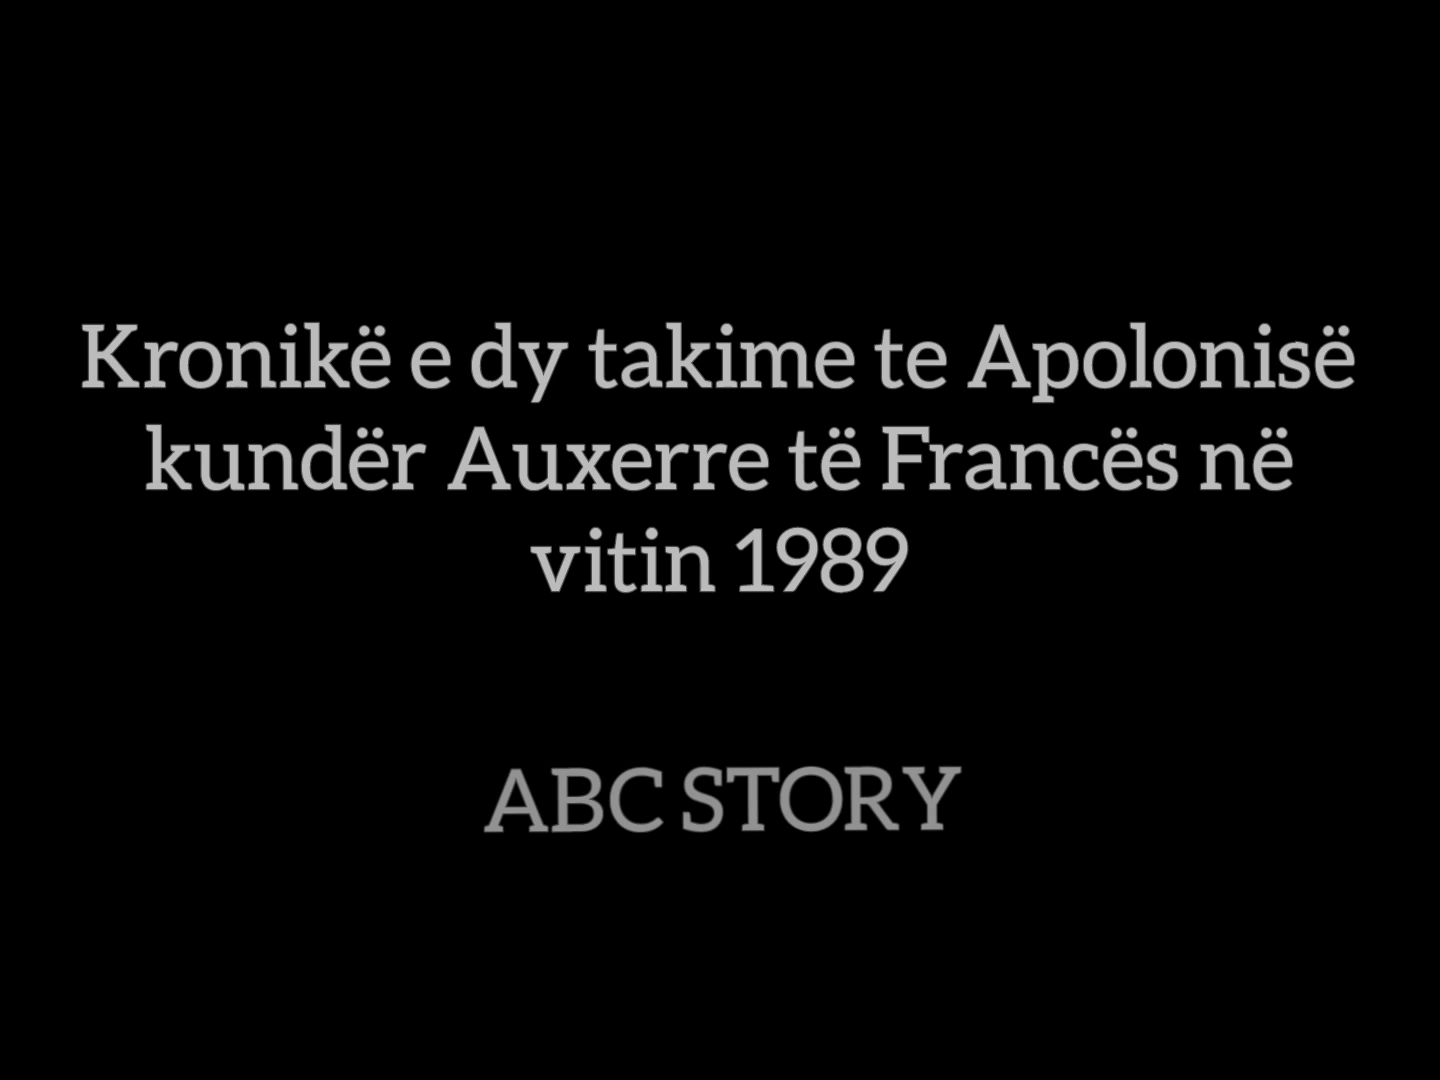 Kronikë e dy takime te Apolonisë
kundër Auxerre të Francës në
vitin 1989
ABC STORY